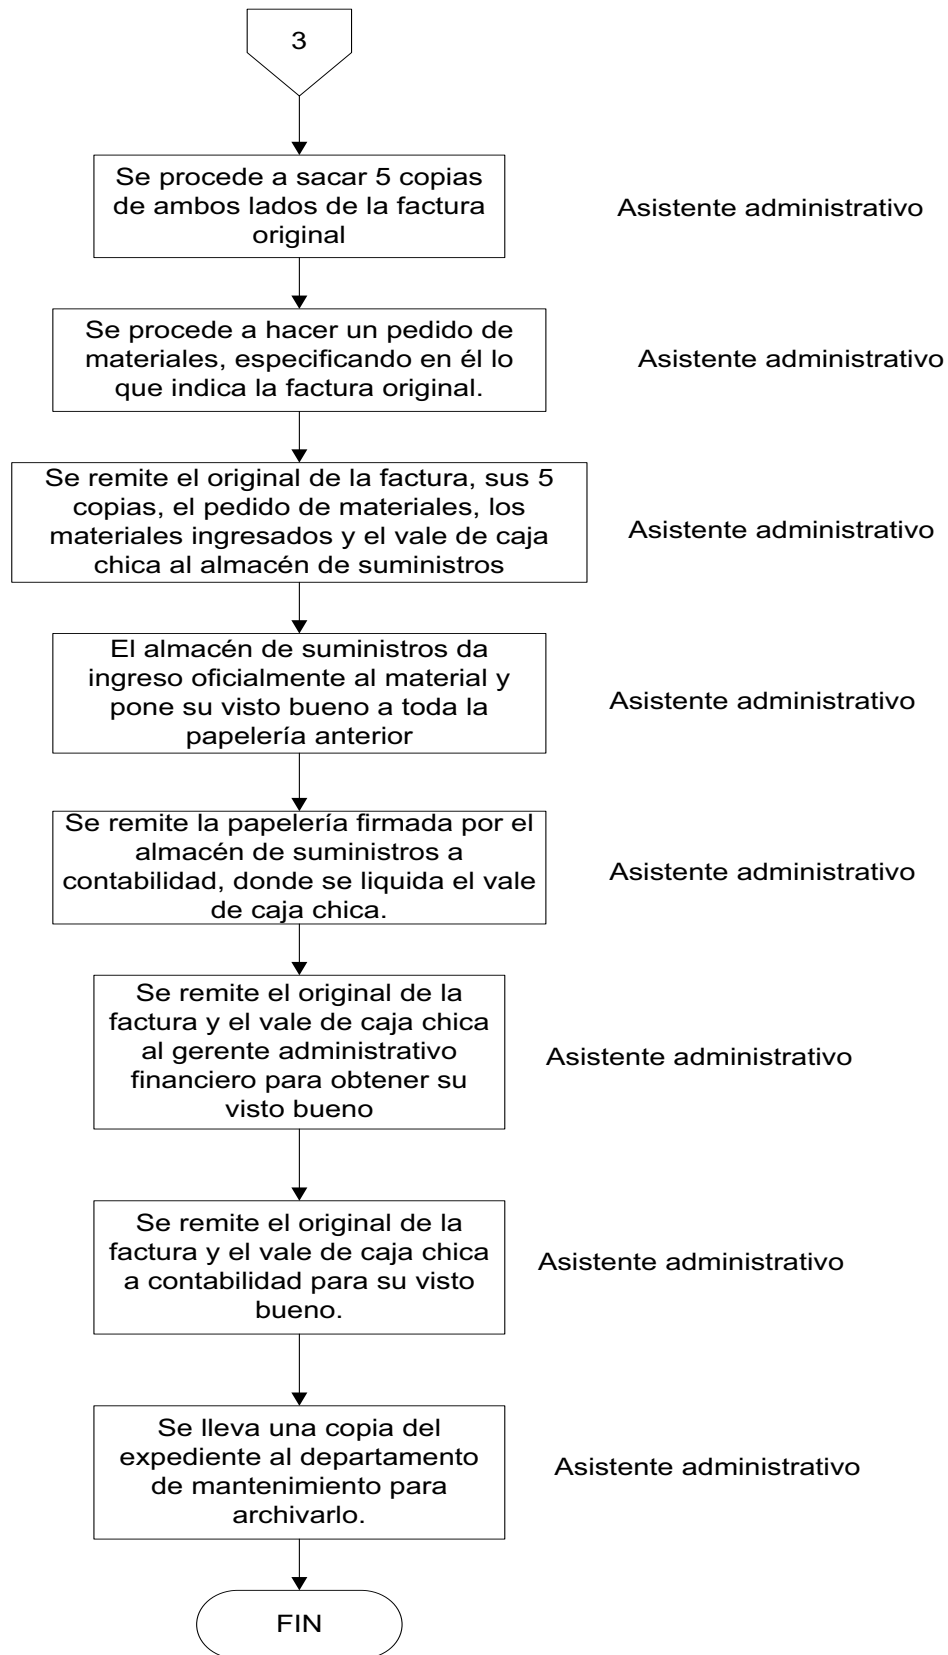 3
Se procede a sacar 5 copias
de ambos lados de la factura
original
Asistente administrativo
Se procede a hacer un pedido de
materiales, especificando en él lo
que indica la factura original.
Asistente administrativo
Se remite el original de la factura, sus 5
copias, el pedido de materiales, los
materiales ingresados y el vale de caja
chica al almacén de suministros
Asistente administrativo
El almacén de suministros da
ingreso oficialmente al material y
pone su visto bueno a toda la
papelería anterior
Asistente administrativo
Se remite la papelería firmada por el
almacén de suministros a
contabilidad, donde se liquida el vale
de caja chica.
Asistente administrativo
Se remite el original de la
factura y el vale de caja chica
al gerente administrativo
financiero para obtener su
visto bueno
Asistente administrativo
Se remite el original de la
factura y el vale de caja chica
a contabilidad para su visto
bueno.
Asistente administrativo
Se lleva una copia del
expediente al departamento
de mantenimiento para
archivarlo.
Asistente administrativo
FIN